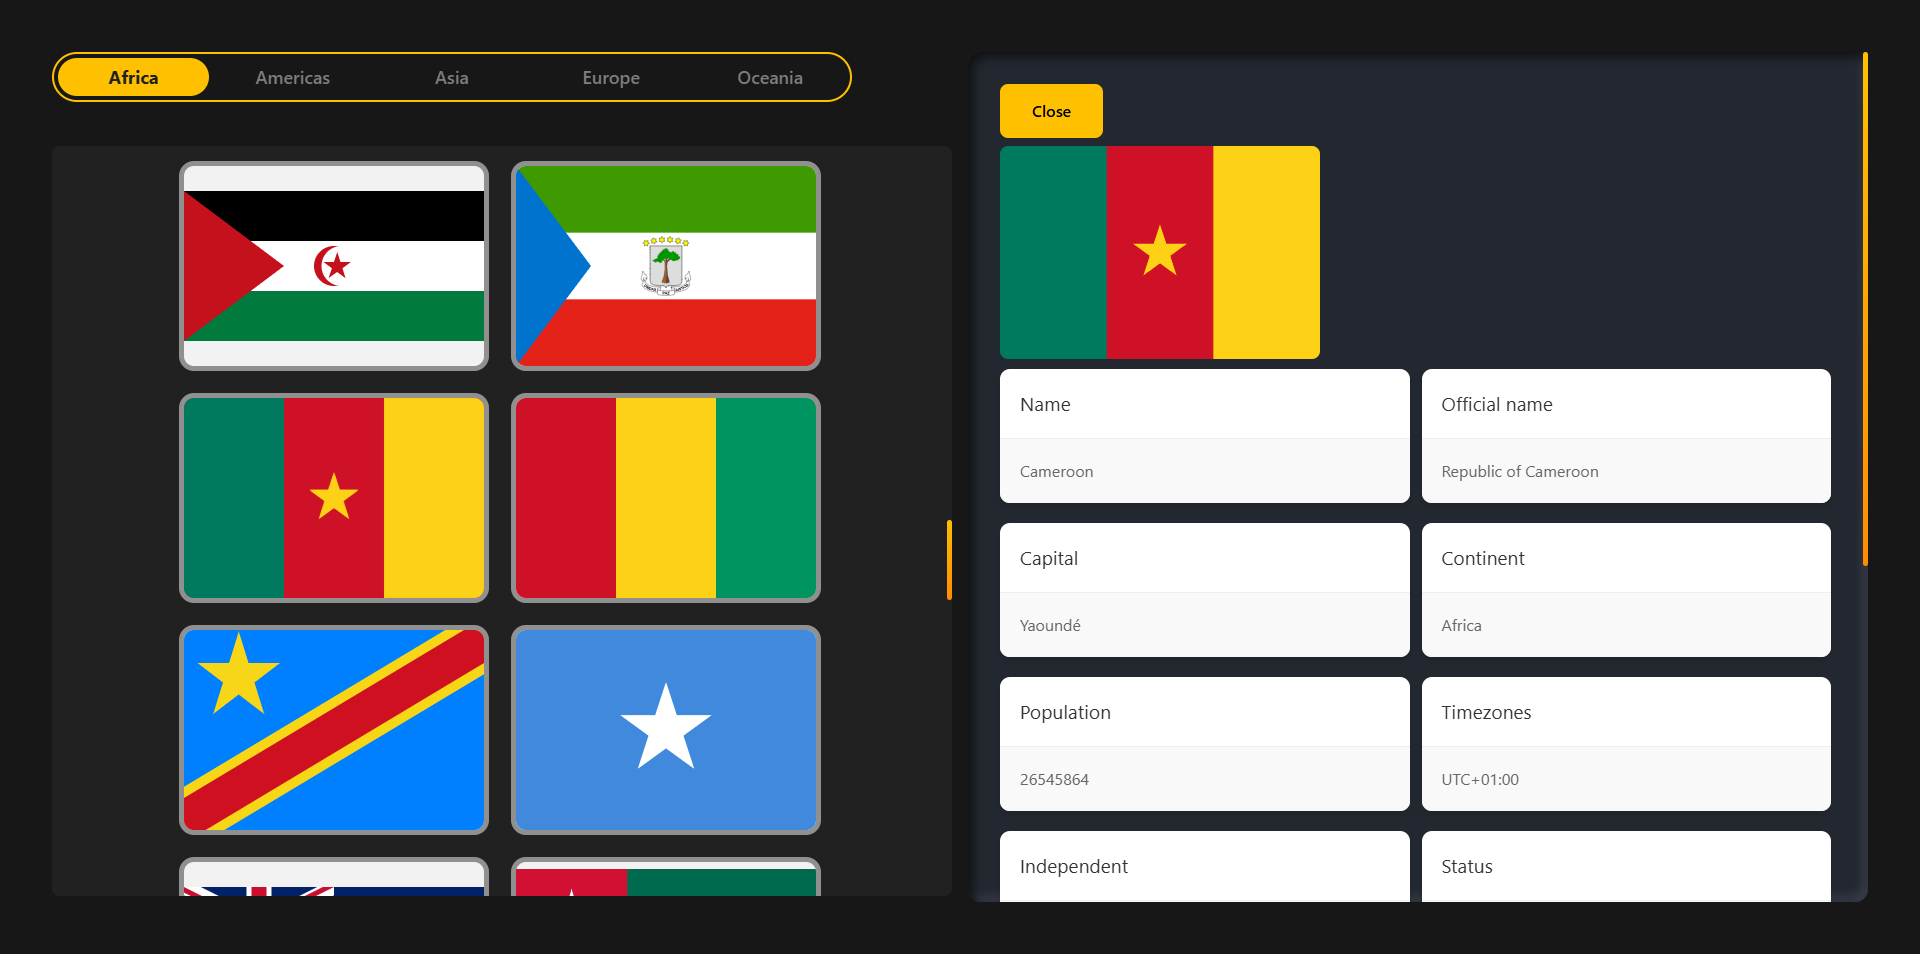 Africa
Americas
Asia
Europe
Oceania
Close
Name
Official name
Cameroon
Republic of Cameroon
Capital
Continent
Yaoundé
Africa
Population
Timezones
26545864
UTC+01:00
Independent
Status